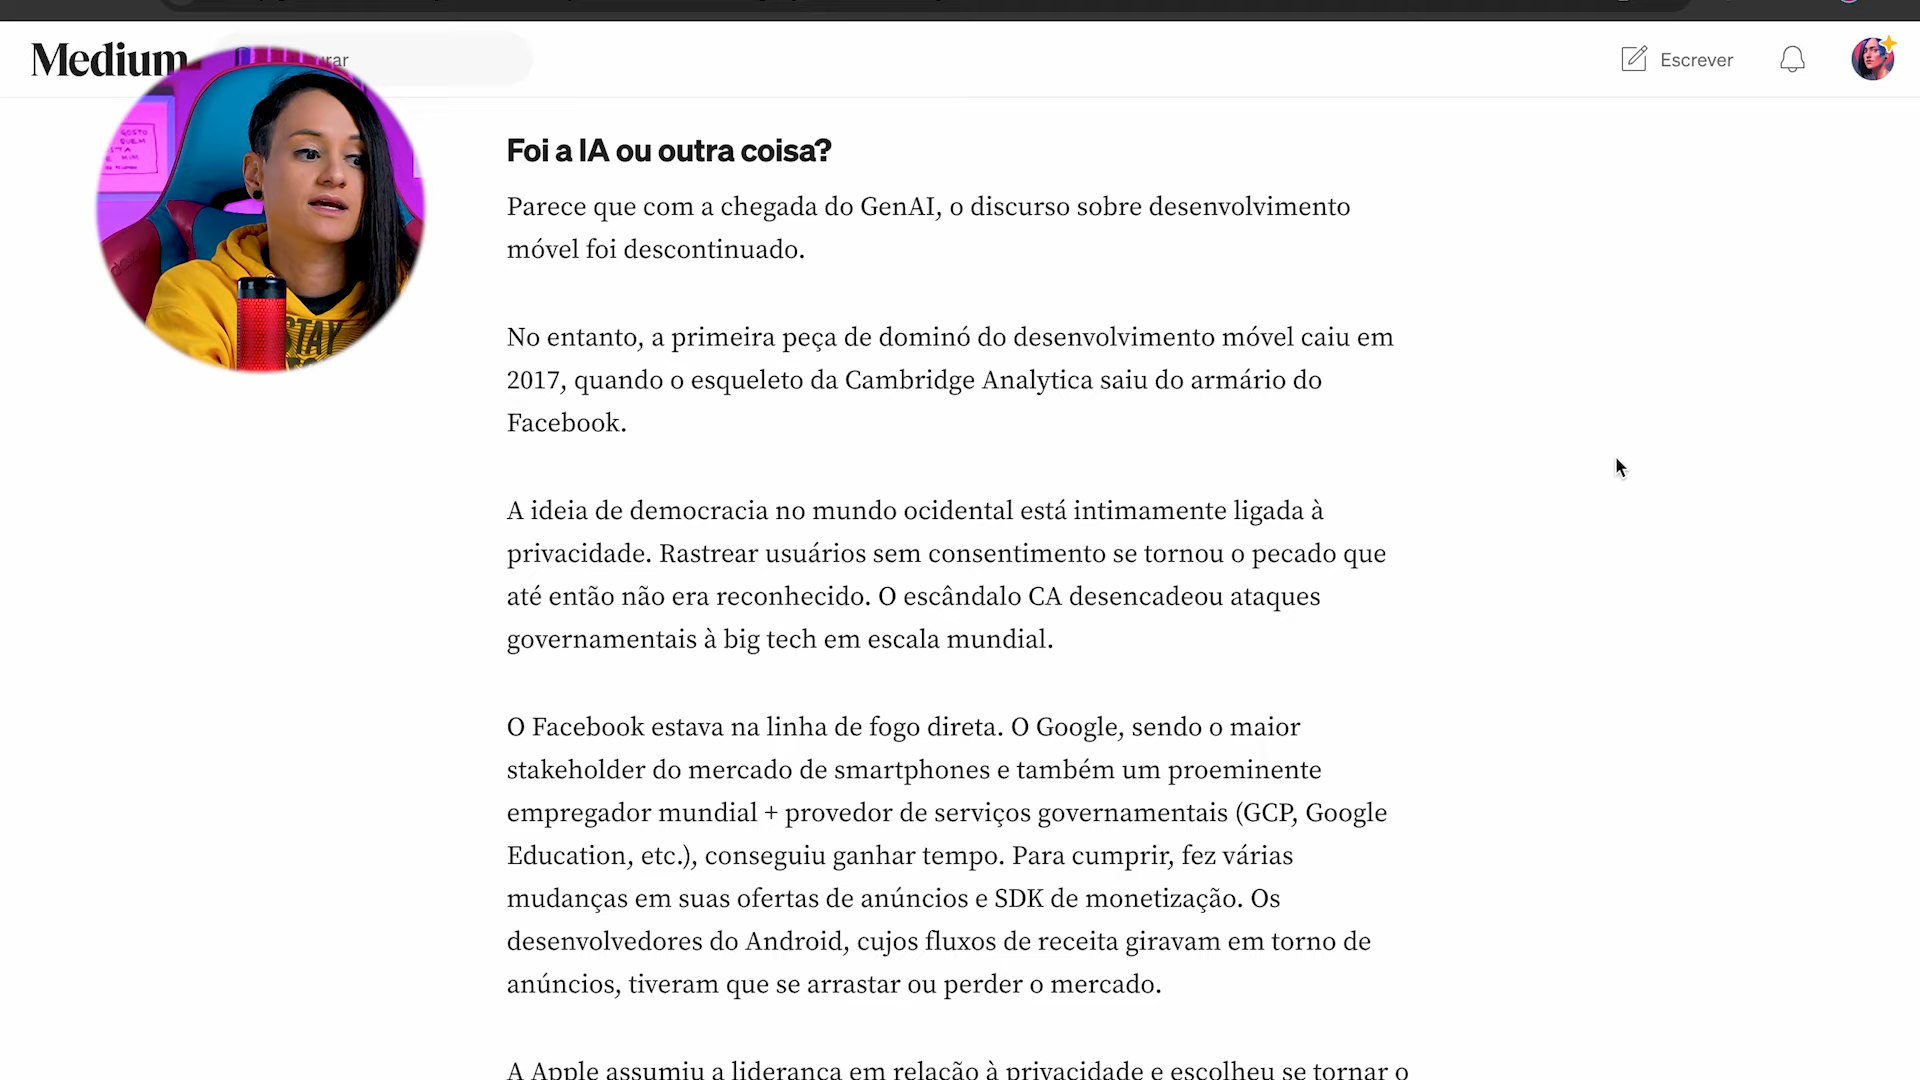 Medium
rar
Escrever
GOSTO
QUEM
STAY
Foi a IA ou outra coisa?
Parece que com a chegada do GenAI, o discurso sobre desenvolvimento
móvel foi descontinuado.
No entanto, a primeira peça de dominó do desenvolvimento móvel caiu em
2017, quando o esqueleto da Cambridge Analytica saiu do armário do
Facebook.
A ideia de democracia no mundo ocidental está intimamente ligada à
privacidade. Rastrear usuários sem consentimento se tornou o pecado que
até então não era reconhecido. O escândalo CA desencadeou ataques
governamentais à big tech em escala mundial.
O Facebook estava na linha de fogo direta. O Google, sendo o maior
stakeholder do mercado de smartphones e também um proeminente
empregador mundial + provedor de serviços governamentais (GCP, Google
Education, etc.), conseguiu ganhar tempo. Para cumprir, fez várias
mudanças em suas ofertas de anúncios e SDK de monetização. Os
desenvolvedores do Android, cujos fluxos de receita giravam em torno de
anúncios, tiveram que se arrastar ou perder o mercado.
A Apple assumiu a liderança em relação à privacidade e escolheu se tornar o